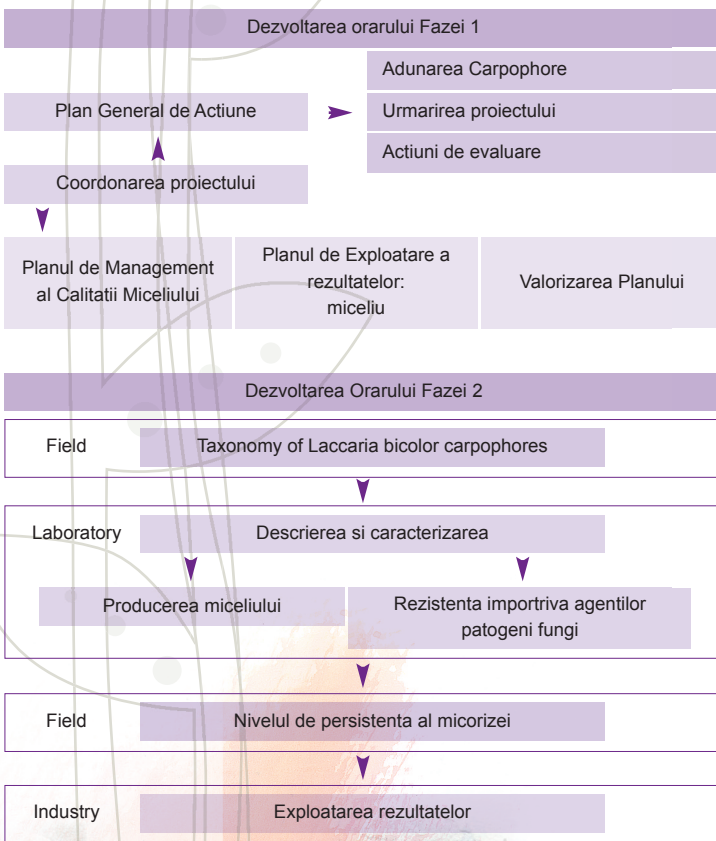 Dezvoltarea orarului Fazei 1
Adunarea Carpophore
Plan General de Actiune
Urmarirea proiectului
Actiuni de evaluare
Coordonarea proiectului
Planul de Management
al Calitatii Miceliului
Planul de Exploatare a
rezultatelor:
miceliu
Valorizarea Planului
Dezvoltarea Orarului Fazei 2
Field
Taxonomy of Laccaria bicolor carpophores
Laboratory
Descrierea si caracterizarea
Producerea miceliului
Rezistenta importriva agentilor
patogeni fungi
Field
Nivelul de persistenta al micorizei
Industry
Exploatarea rezultatelor